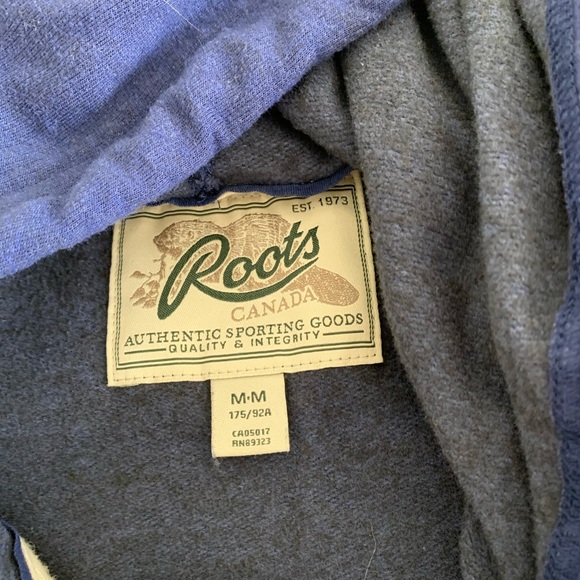 EST. 1973
Roots
CANADA
AUTHENTIC SPORTING GOODS
QUALITY & INTEGRITY
M·M
175/92A
CA05017
RN89323